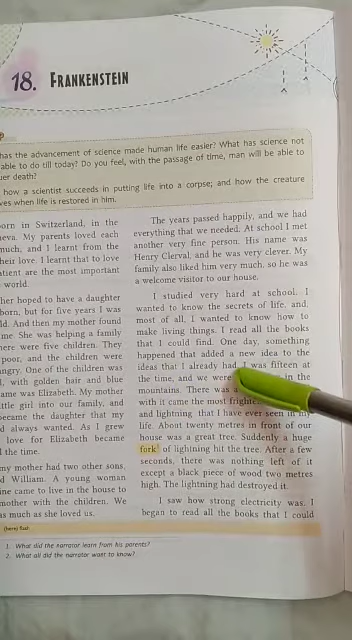 18. FRANKENSTEIN
has the advancement of science made human life easier? What has science not
able to do till today? Do you feel, with the passage of time, man will be able to
uer death?
how a scientist succeeds in putting life into a corpse; and how the creature
ves when life is restored in him.
orn in Switzerland, in the
eva. My parents loved each
much, and I learnt from the
heir love. I learnt that to love
atient are the most important
world.
her hoped to have a daughter
born, but for five years I was
ld. And then my mother found
me. She was helping a family
here were five children. They
poor, and the children were
ngry. One of the children was
l, with golden hair and blue
ame was Elizabeth. My mother
ttle girl into our family, and
became the daughter that my
d always wanted. As I grew
love for Elizabeth became
l the time.
my mother had two other sons,
d William. A young woman
ine came to live in the house to
mother with the children. We
as much as she loved us.
The years passed happily, and we had
everything that we needed. At school I met
another very fine person. His name was
Henry Clerval, and he was very clever. My
family also liked him very much, so he was
a welcome visitor to our house.
I studied very hard at school. I
wanted to know the secrets of life, and,
most of all, I wanted to know how to
make living things. I read all the books
that I could find. One day, something
happened that added a new idea to the
ideas that I already had. I was fifteen at
the time, and we were in the
mountains. There was a
with it came the most
and lightning that I have ever seen in my
life. About twenty metres in front of our
house was a great tree. Suddenly a huge
fork¹ of lightning hit the tree. After a few
seconds, there was nothing left of it
except a black piece of wood two metres
high. The lightning had destroyed it.
I saw how strong electricity was. I
began to read all the books that I could
(here) flash
1. What did the narrator learn from his parents?
2. What all did the narrator want to know?